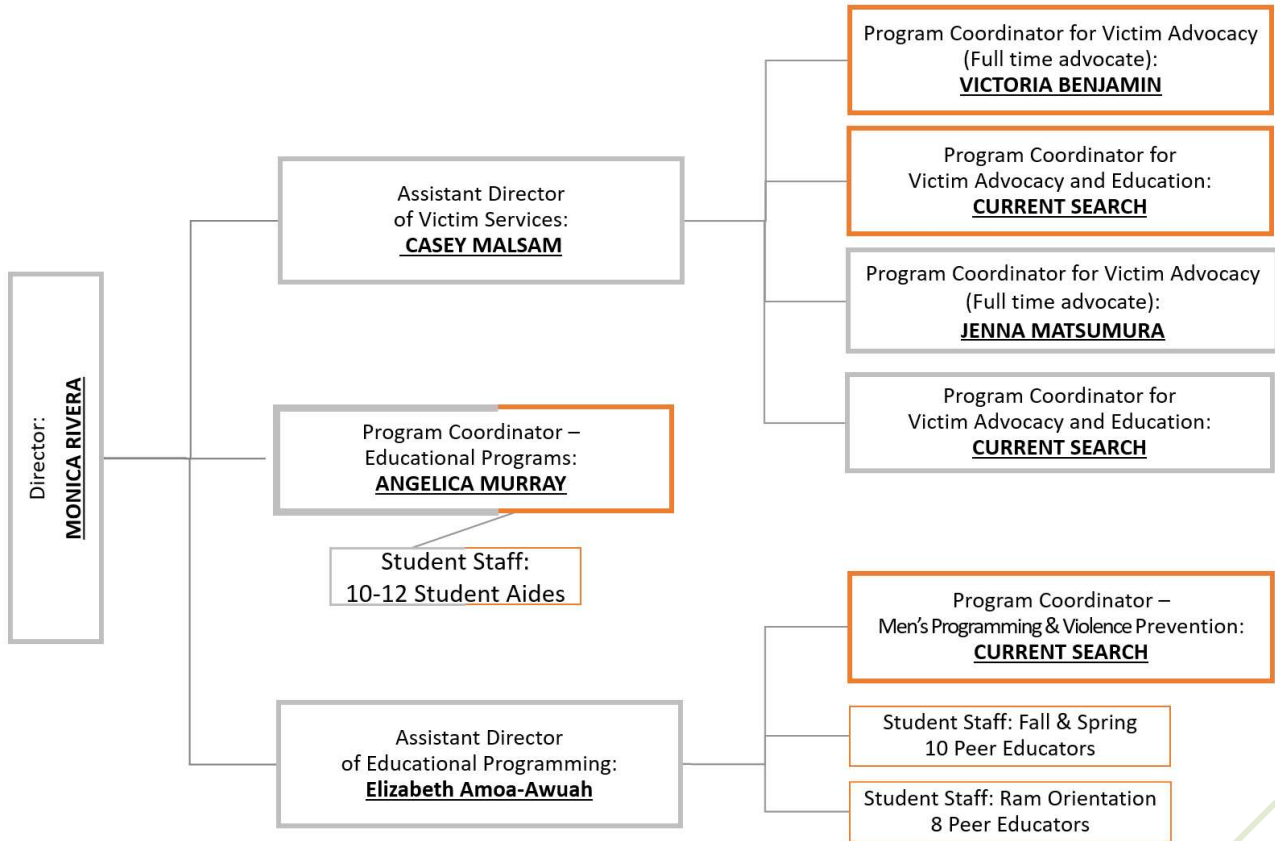 Director:
MONICA RIVERA
Assistant Director
of Victim Services:
CASEY MALSAM
Program Coordinator for Victim Advocacy
(Full time advocate):
VICTORIA BENJAMIN
Program Coordinator for
Victim Advocacy and Education:
CURRENT SEARCH
Program Coordinator for Victim Advocacy
(Full time advocate):
JENNA MATSUMURA
Program Coordinator for
Victim Advocacy and Education:
CURRENT SEARCH
Program Coordinator –
Educational Programs:
ANGELICA MURRAY
Student Staff:
10-12 Student Aides
Assistant Director
of Educational Programming:
Elizabeth Amoa-Awuah
Program Coordinator –
Men's Programming & Violence Prevention:
CURRENT SEARCH
Student Staff: Fall & Spring
10 Peer Educators
Student Staff: Ram Orientation
8 Peer Educators